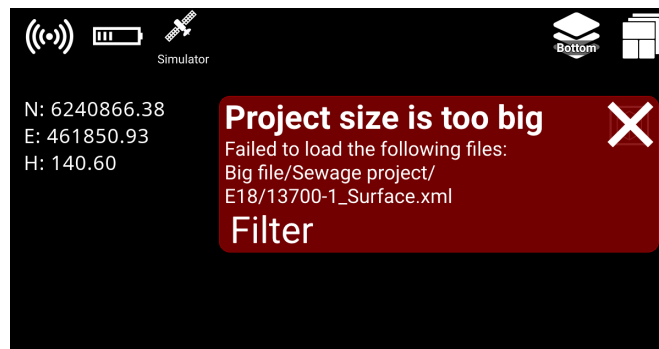 Simulator
Bottom
N: 6240866.38
E: 461850.93
H: 140.60
Project size is too big
Failed to load the following files:
Big file/Sewage project/
E18/13700-1_Surface.xml
Filter